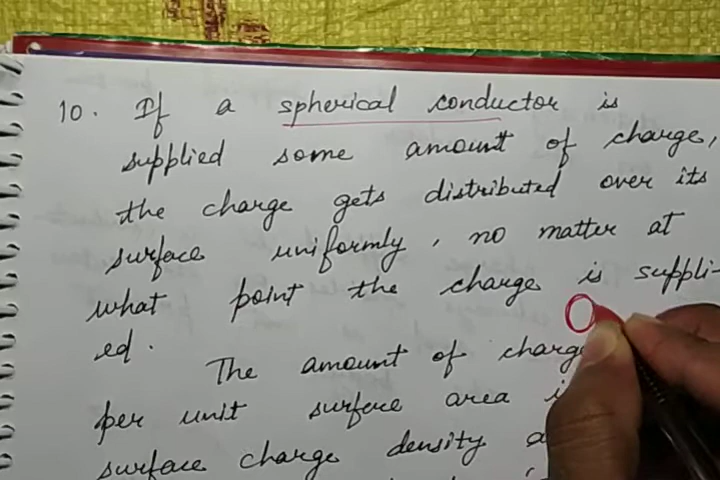 10. If a spherical conductor is
supplied some amount of charge,
the charge gets distributed over its
surface uniformly, no matter at
what point the charge is suppli-
ed.
The amount of charg
per unit surfere area i
surface charge density a